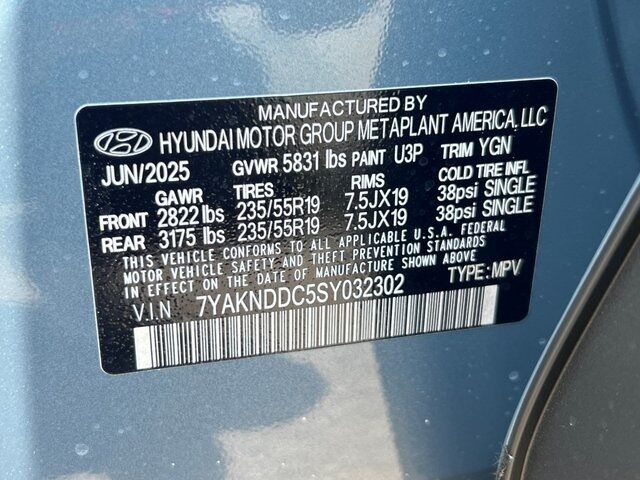 MANUFACTURED BY
HYUNDAI MOTOR GROUP METAPLANT AMERICA, LLC
JUN/2025 GVWR 5831 lbs PAINT U3P TRIM YGN
GAWR TIRES RIMS COLD TIRE INFL
FRONT 2822 lbs 235/55R19 7.5JX19 38psi SINGLE
REAR 3175 lbs 235/55R19 7.5JX19 38psi SINGLE
THIS VEHICLE CONFORMS TO ALL APPLICABLE U.S.A. FEDERAL
MOTOR VEHICLE SAFETY AND THEFT PREVENTION STANDARDS
IN EFFECT ON THE DATE OF MANUFACTURE SHOWN ABOVE.
V.I.N 7YAKNDDC5SY032302 TYPE: MPV